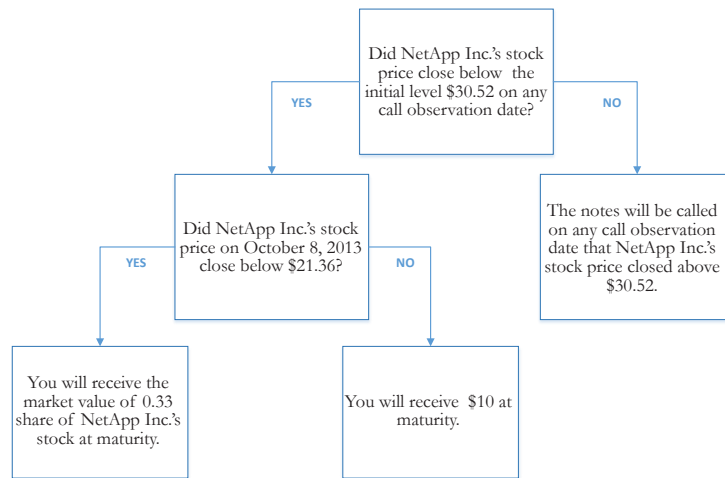 Did NetApp Inc.'s stock
price close below the
initial level $30.52 on any
call observation date?
YES
NO
Did NetApp Inc.'s stock
price on October 8, 2013
close below $21.36?
The notes will be called
on any call observation
date that NetApp Inc.'s
stock price closed above
$30.52.
YES
NO
You will receive the
market value of 0.33
share of NetApp Inc.'s
stock at maturity.
You will receive $10 at
maturity.